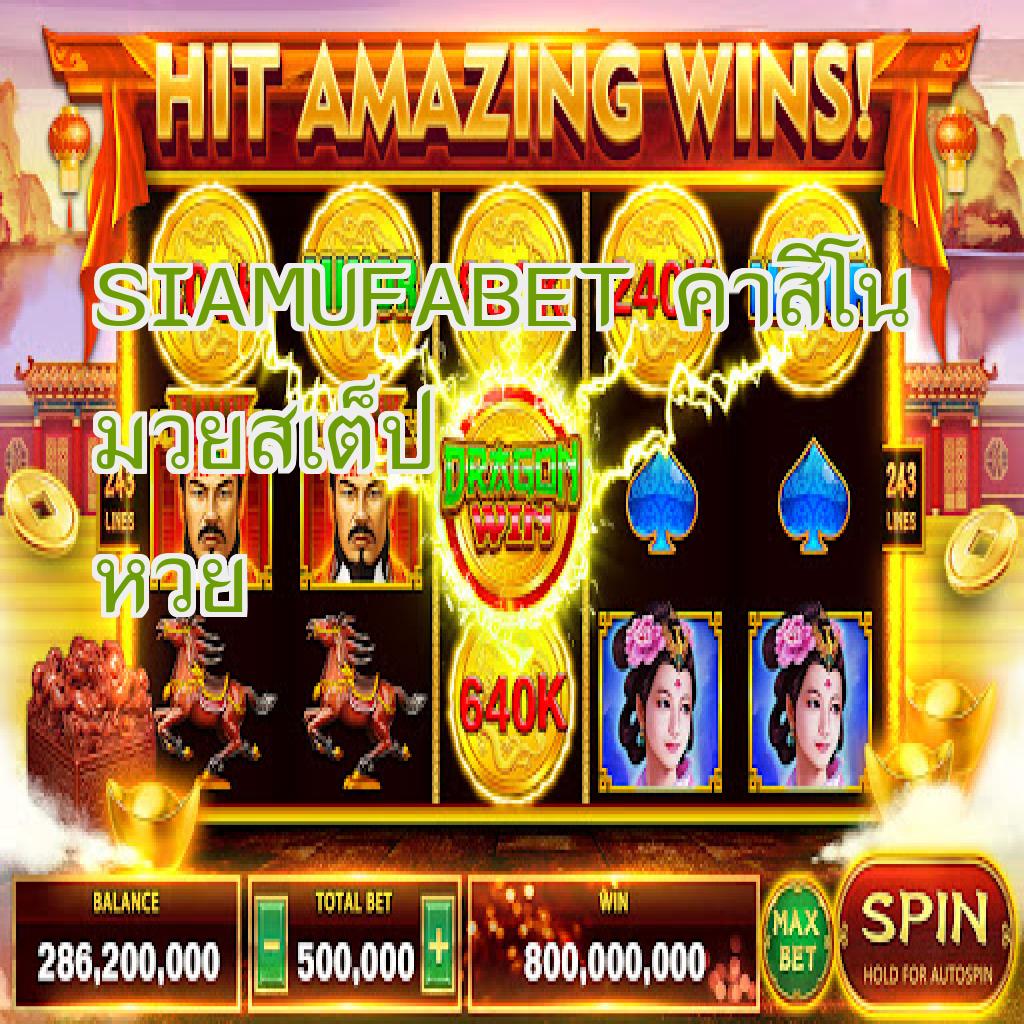 HIT AMAZING WINS!
SIAMUFABET คาสิโน
240K
มวยสเต็ป
DRAGON
WIN
243
LINES
243
LINES
หวย
640K
BALANCE
TOTAL BET
WIN
286,200,000
-
500,000
+
800,000,000
MAX
BET
SPIN
HOLD FOR AUTOSPIN